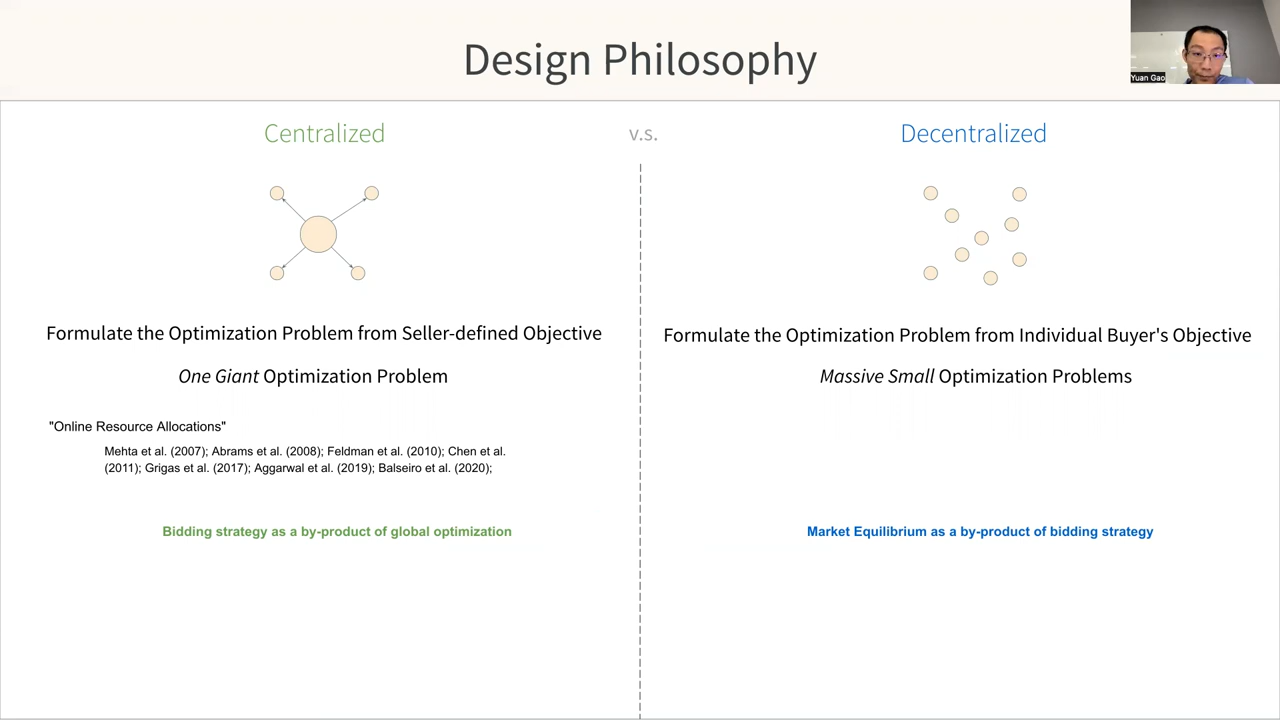 Design Philosophy
Yuan Gao
Centralized
v.s.
Decentralized
Formulate the Optimization Problem from Seller-defined Objective
One Giant Optimization Problem
"Online Resource Allocations"
Mehta et al. (2007); Abrams et al. (2008); Feldman et al. (2010); Chen et al.
(2011); Grigas et al. (2017); Aggarwal et al. (2019); Balseiro et al. (2020);
Bidding strategy as a by-product of global optimization
Formulate the Optimization Problem from Individual Buyer's Objective
Massive Small Optimization Problems
Market Equilibrium as a by-product of bidding strategy